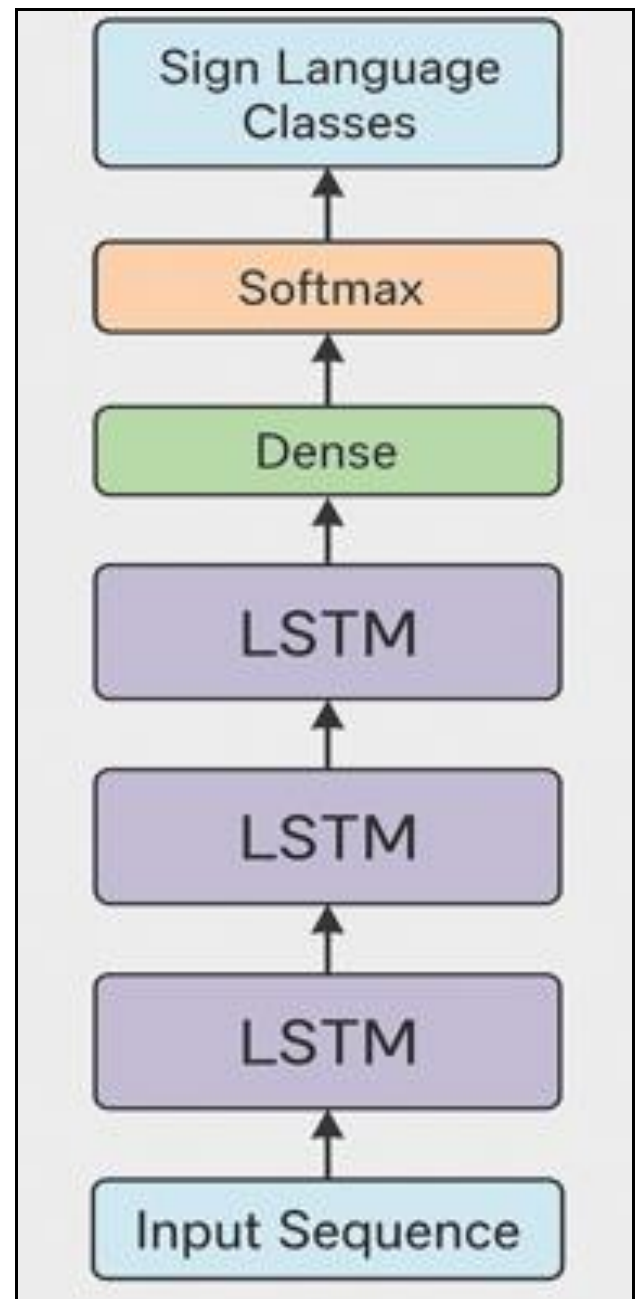 Sign Language
Classes
Softmax
Dense
LSTM
LSTM
LSTM
Input Sequence